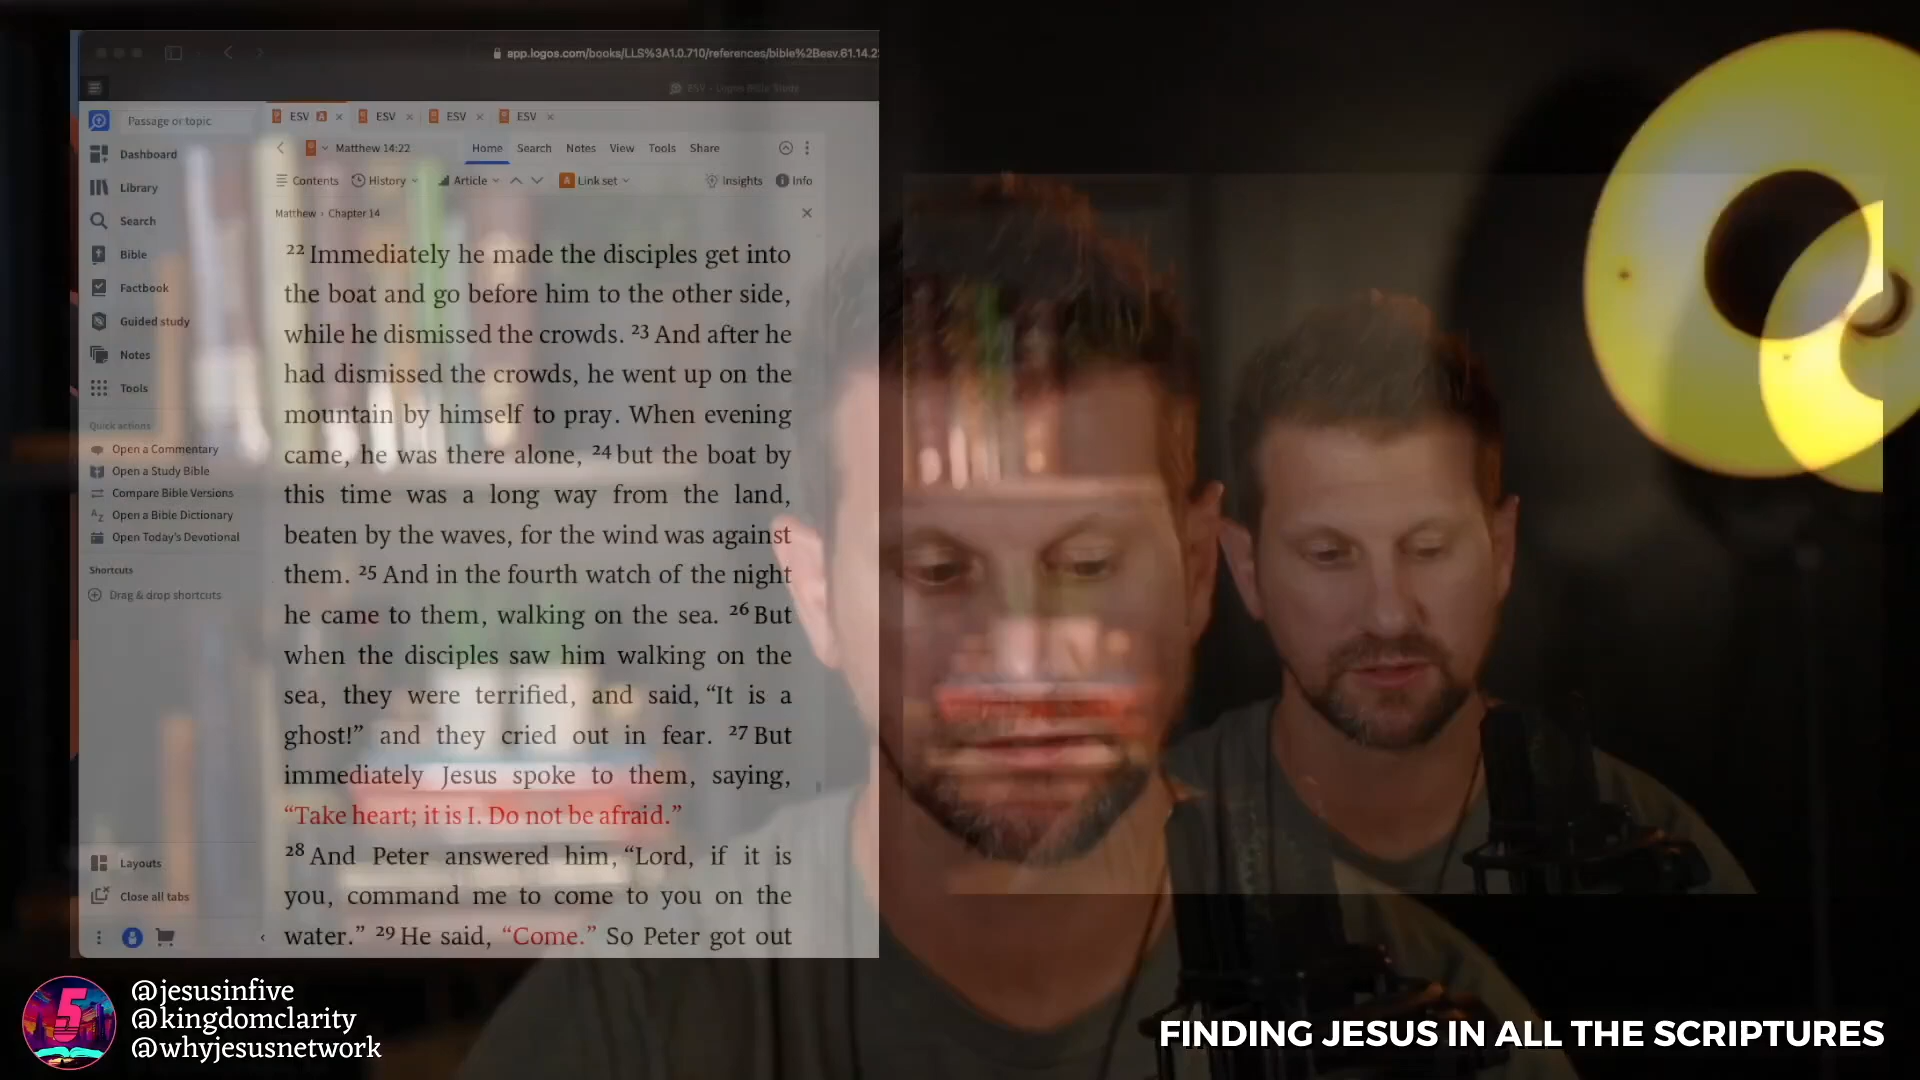 app.logos.com/books/LLS%3A1.0.710/references/bible%2Besv.61.14.2
ESV - Logos Bible Study
ESV A ESV ESV ESV
Passage or topic
Matthew 14:22
Home Search Notes View Tools Share
Contents History Article A Link set Insights Info
Matthew › Chapter 14
Dashboard
Library
Search
Bible
Factbook
Guided study
Notes
Tools
Quick actions
Open a Commentary
Open a Study Bible
Compare Bible Versions
Open a Bible Dictionary
Open Today's Devotional
Shortcuts
Drag & drop shortcuts
Layouts
Close all tabs
22 Immediately he made the disciples get into
the boat and go before him to the other side,
while he dismissed the crowds. 23 And after he
had dismissed the crowds, he went up on the
mountain by himself to pray. When evening
came, he was there alone, 24 but the boat by
this time was a long way from the land,
beaten by the waves, for the wind was against
them. 25 And in the fourth watch of the night
he came to them, walking on the sea. 26 But
when the disciples saw him walking on the
sea, they were terrified, and said, “It is a
ghost!” and they cried out in fear. 27 But
immediately Jesus spoke to them, saying,
“Take heart; it is I. Do not be afraid.”
28 And Peter answered him, “Lord, if it is
you, command me to come to you on the
water.” 29 He said, “Come.” So Peter got out
5
@jesusinfive
@kingdomclarity
@whyjesusnetwork
FINDING JESUS IN ALL THE SCRIPTURES